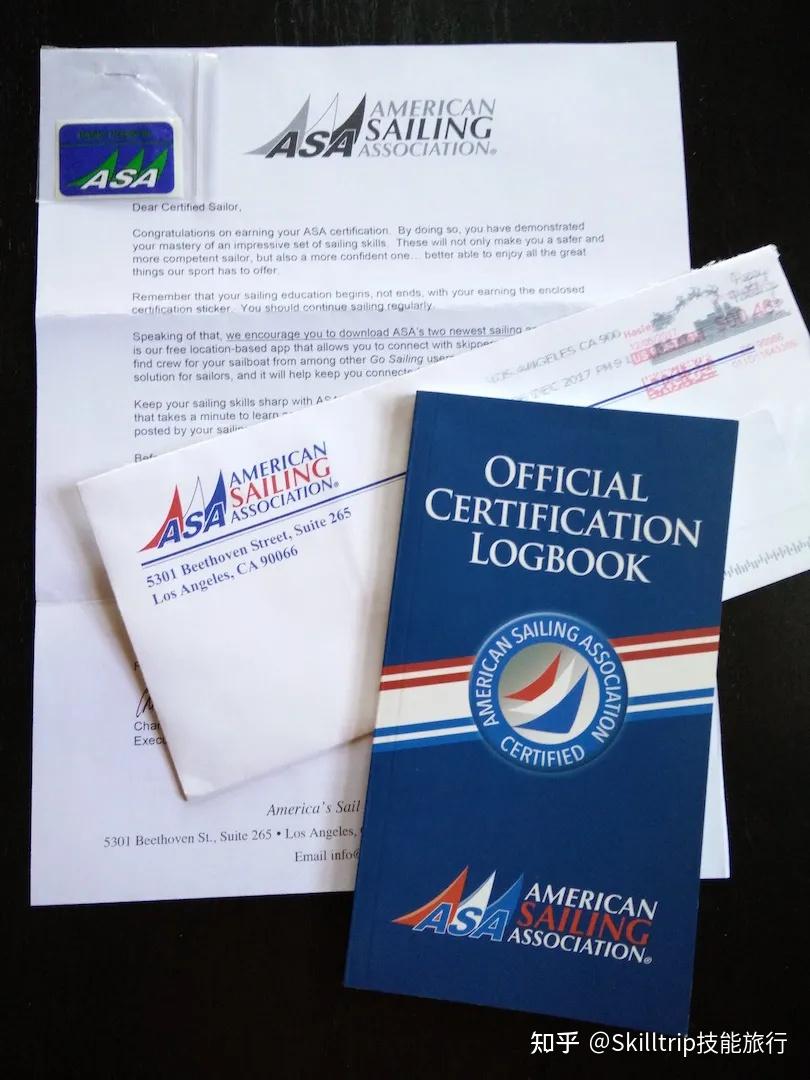 ASA
AMERICAN
SAILING
ASSOCIATION®
ASA
Dear Certified Sailor,
Congratulations on earning your ASA certification. By doing so, you have demonstrated
your mastery of an impressive set of sailing skills. These will not only make you a safer and
more competent sailor, but also a more confident one… better able to enjoy all the great
things our sport has to offer.
Remember that your sailing education begins, not ends, with your earning the enclosed
certification sticker. You should continue sailing regularly.
Speaking of that, we encourage you to download ASA's two newest sailing
is our free location-based app that allows you to connect with
find crew for your sailboat from among other Go Sailing
solution for sailors, and it will help keep you
Keep your sailing skills sharp with
that takes a minute to learn
posted by your
ANGELES CA 900
DEC 2017 PM 9
ASA
AMERICAN
SAILING
ASSOCIATION®
5301 Beethoven Street, Suite 265
Los Angeles, CA 90066
OFFICIAL
CERTIFICATION
LOGBOOK
AMERICAN SAILING ASSOCIATION
CERTIFIED
ASA
AMERICAN
SAILING
ASSOCIATION®
America's Sail
5301 Beethoven St., Suite 265 • Los Angeles,
Email info@
知乎 @Skilltrip技能旅行